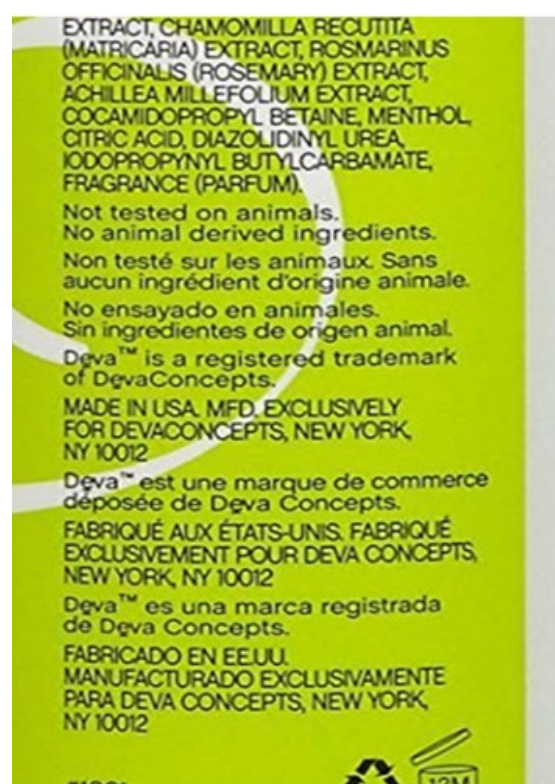 EXTRACT, CHAMOMILLA RECUTITA
(MATRICARIA) EXTRACT, ROSMARINUS
OFFICINALIS (ROSEMARY) EXTRACT,
ACHILLEA MILLEFOLIUM EXTRACT,
COCAMIDOPROPYL BETAINE, MENTHOL,
CITRIC ACID, DIAZOLIDINYL UREA,
IODOPROPYNYL BUTYLCARBAMATE,
FRAGRANCE (PARFUM).
Not tested on animals.
No animal derived ingredients.
Non testé sur les animaux. Sans
aucun ingrédient d'origine animale.
No ensayado en animales.
Sin ingredientes de origen animal.
Deva™ is a registered trademark
of DevaConcepts.
MADE IN USA. MFD. EXCLUSIVELY
FOR DEVACONCEPTS, NEW YORK,
NY 10012
Deva™ est une marque de commerce
déposée de Deva Concepts.
FABRIQUÉ AUX ÉTATS-UNIS. FABRIQUÉ
EXCLUSIVEMENT POUR DEVA CONCEPTS,
NEW YORK, NY 10012
Deva™ es una marca registrada
de Deva Concepts.
FABRICADO EN EE.UU.
MANUFACTURADO EXCLUSIVAMENTE
PARA DEVA CONCEPTS, NEW YORK,
NY 10012
12M